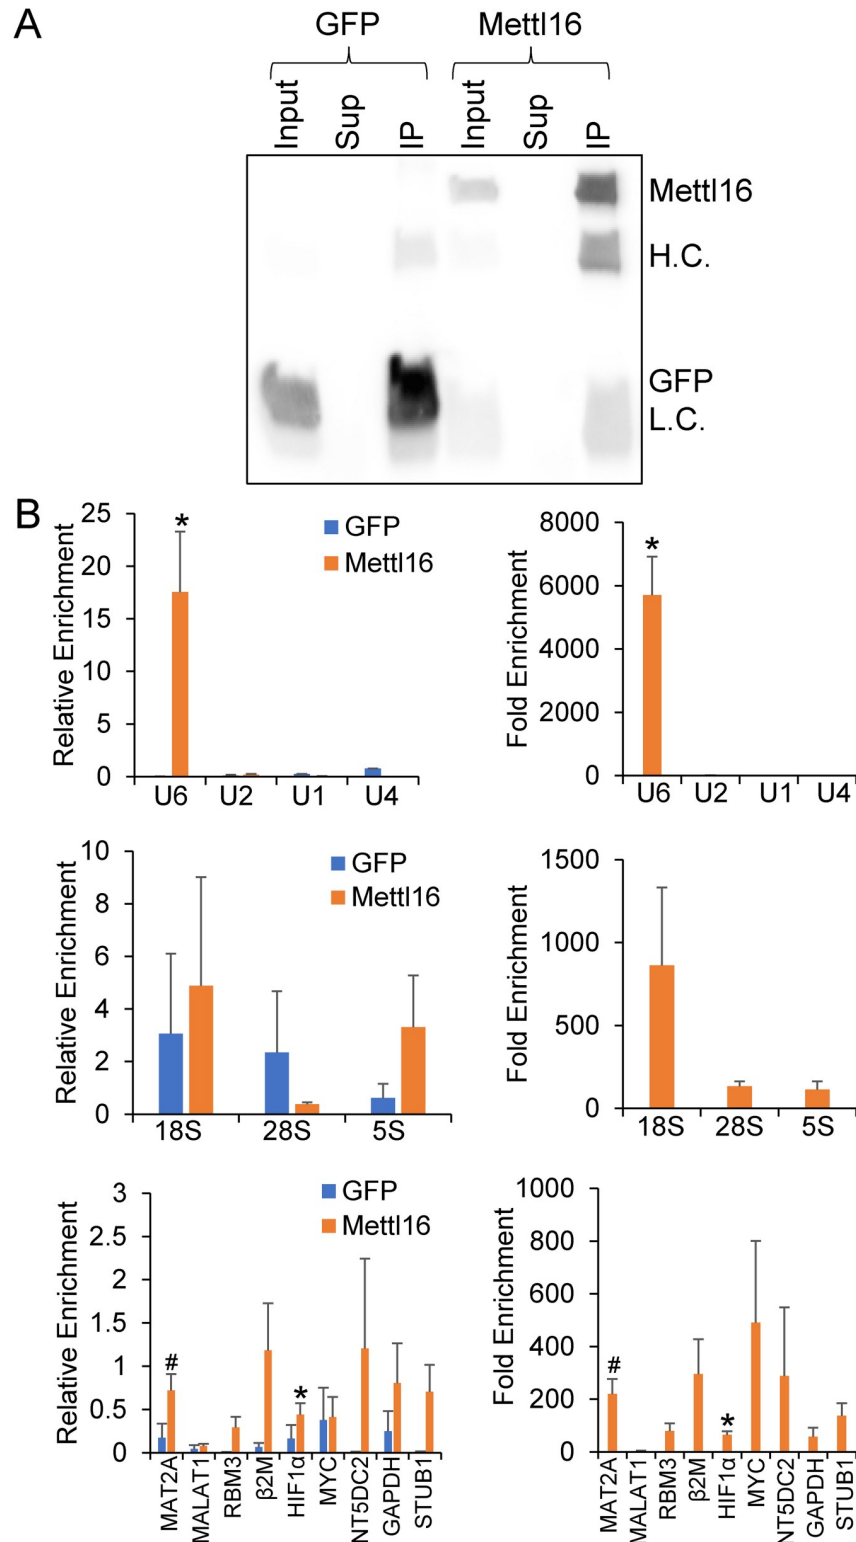 A
GFP Mettl16
Input Sup IP Input Sup IP
Mettl16
H.C.
GFP
L.C.
B
Relative Enrichment
25
20
15
10
5
0
*
GFP
Mettl16
U6 U2 U1 U4
Fold Enrichment
8000
6000
4000
2000
0
*
U6 U2 U1 U4
Relative Enrichment
10
8
6
4
2
0
GFP
Mettl16
18S 28S 5S
Fold Enrichment
1500
1000
500
0
18S 28S 5S
Relative Enrichment
3
2.5
2
1.5
1
0.5
0
GFP
Mettl16
# *
MAT2A MALAT1 RBM3 β2M HIF1α MYC NT5DC2 GAPDH STUB1
Fold Enrichment
1000
800
600
400
200
0
# *
MAT2A MALAT1 RBM3 β2M HIF1α MYC NT5DC2 GAPDH STUB1